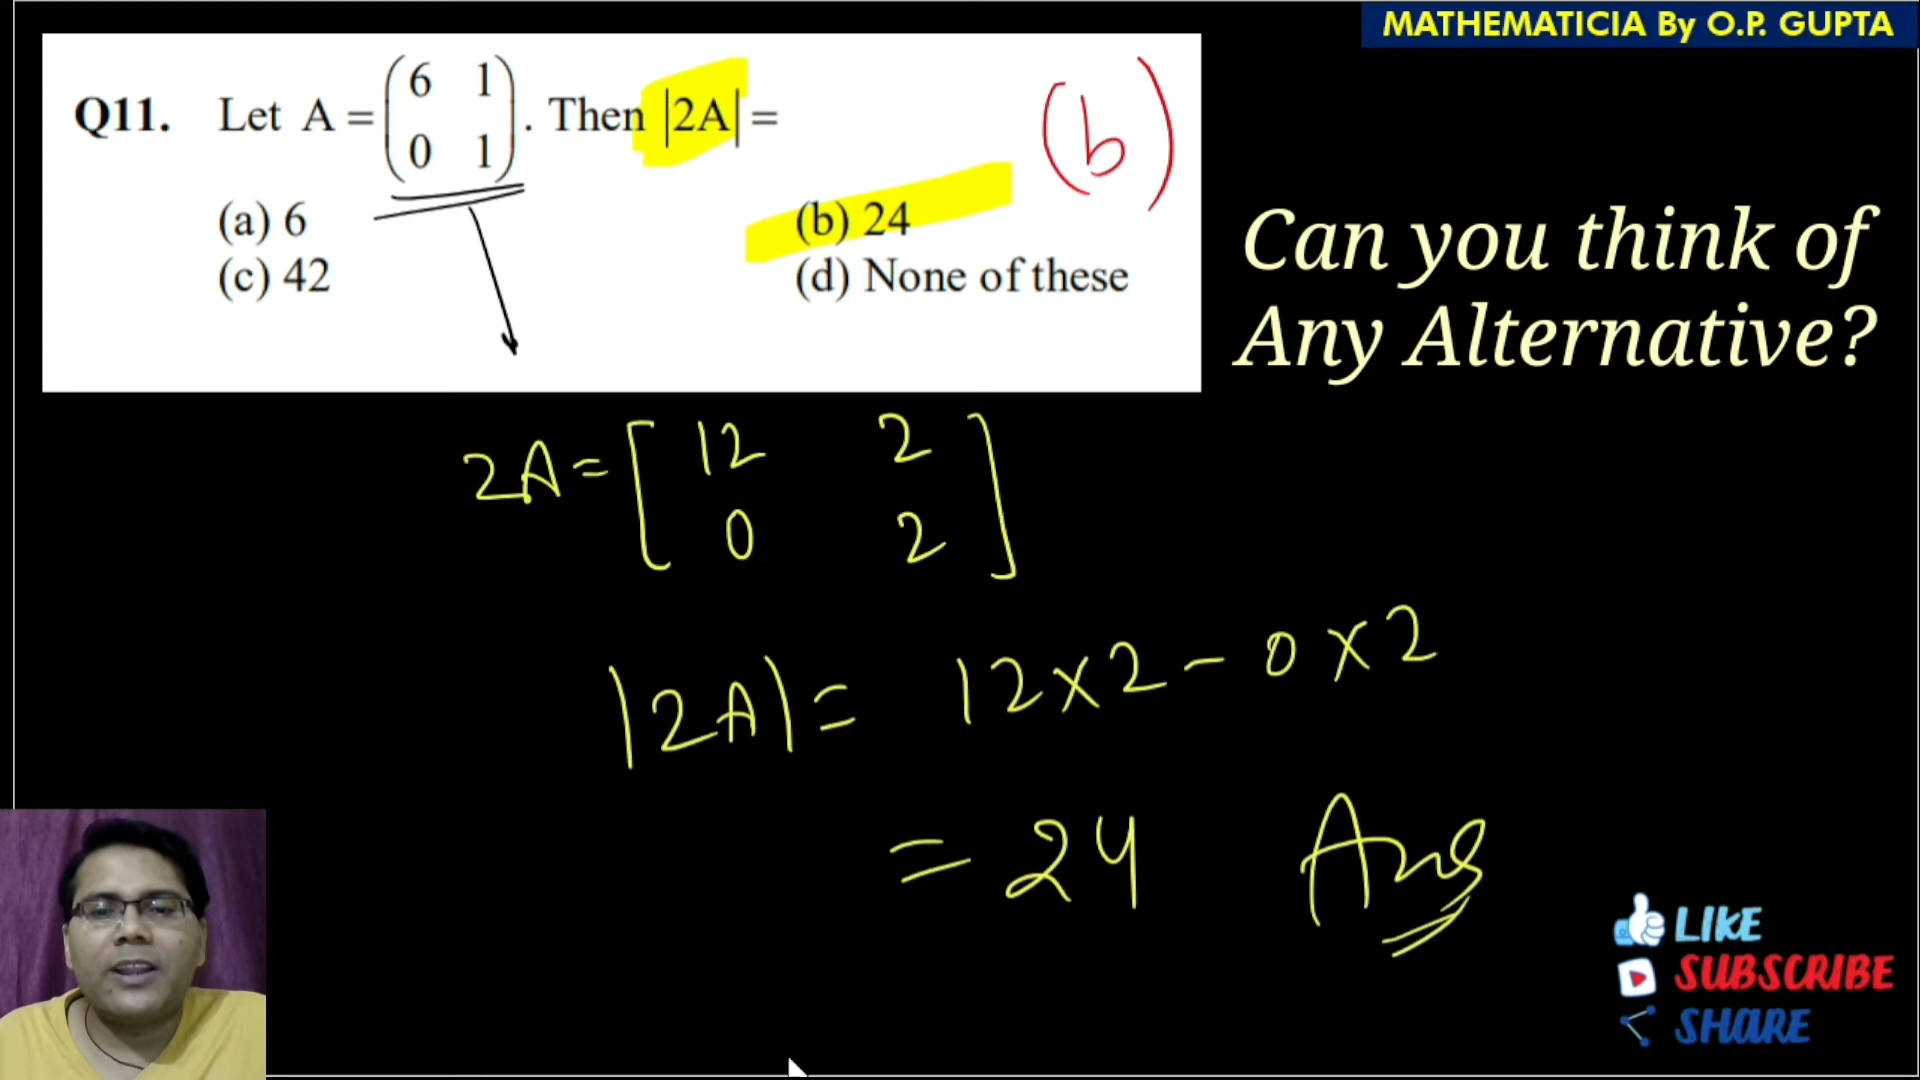 MATHEMATICIA By O.P. GUPTA
Q11. Let A = (6 1 0 1). Then |2A| =
(b)
(a) 6 (b) 24
(c) 42 (d) None of these
Can you think of
Any Alternative?
2A = [12 2
0 2]
|2A| = 12×2 - 0×2
= 24 Ans
LIKE
SUBSCRIBE
SHARE